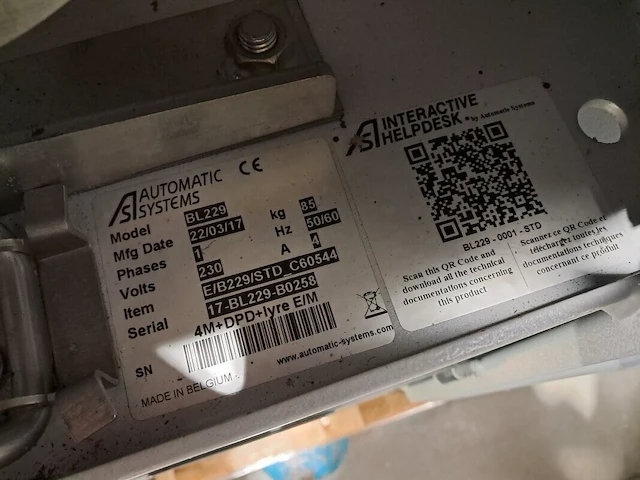 AUTOMATIC SYSTEMS CE
Model BL229 kg 85
Mfg Date 22/03/17 Hz 50/60
Phases 1 A 4
Volts 230
Item E/B229/STD_C60544
Serial 17-BL229-B0258
4M+DPD+lyre E/M
SN
www.automatic-systems.com
MADE IN BELGIUM
INTERACTIVE
HELPDESK by Automatic Systems
BL229-0001-STD
Scan this QR Code and
download all the technical
documentations concerning
this product
Scannez ce QR Code et
téléchargez toutes les
documentations techniques
concernant ce produit